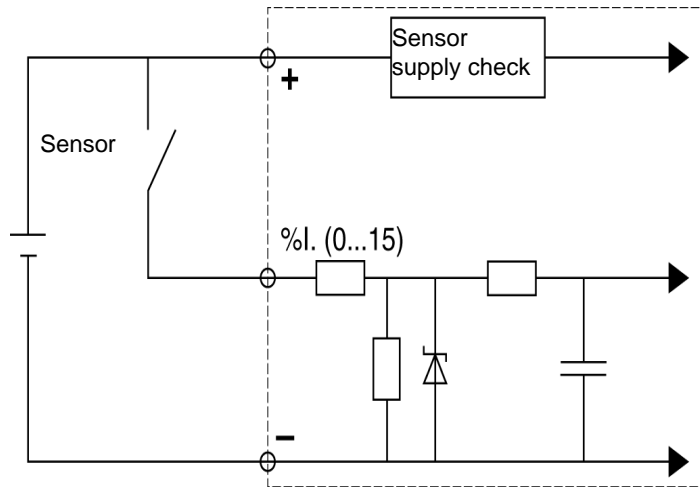 Sensor
supply check
+
Sensor
%I. (0...15)
−